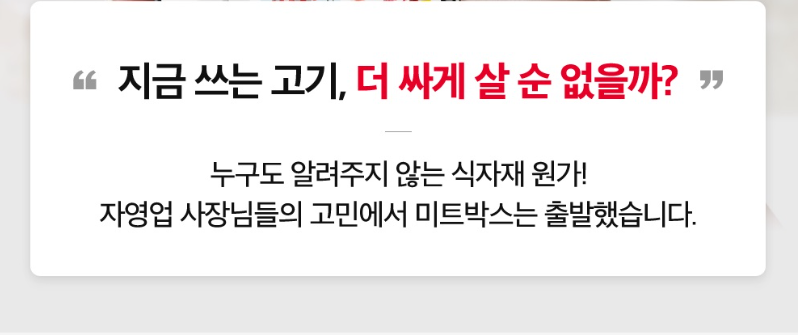 “ 지금 쓰는 고기, 더 싸게 살 순 없을까? ”
누구도 알려주지 않는 식자재 원가!
자영업 사장님들의 고민에서 미트박스는 출발했습니다.